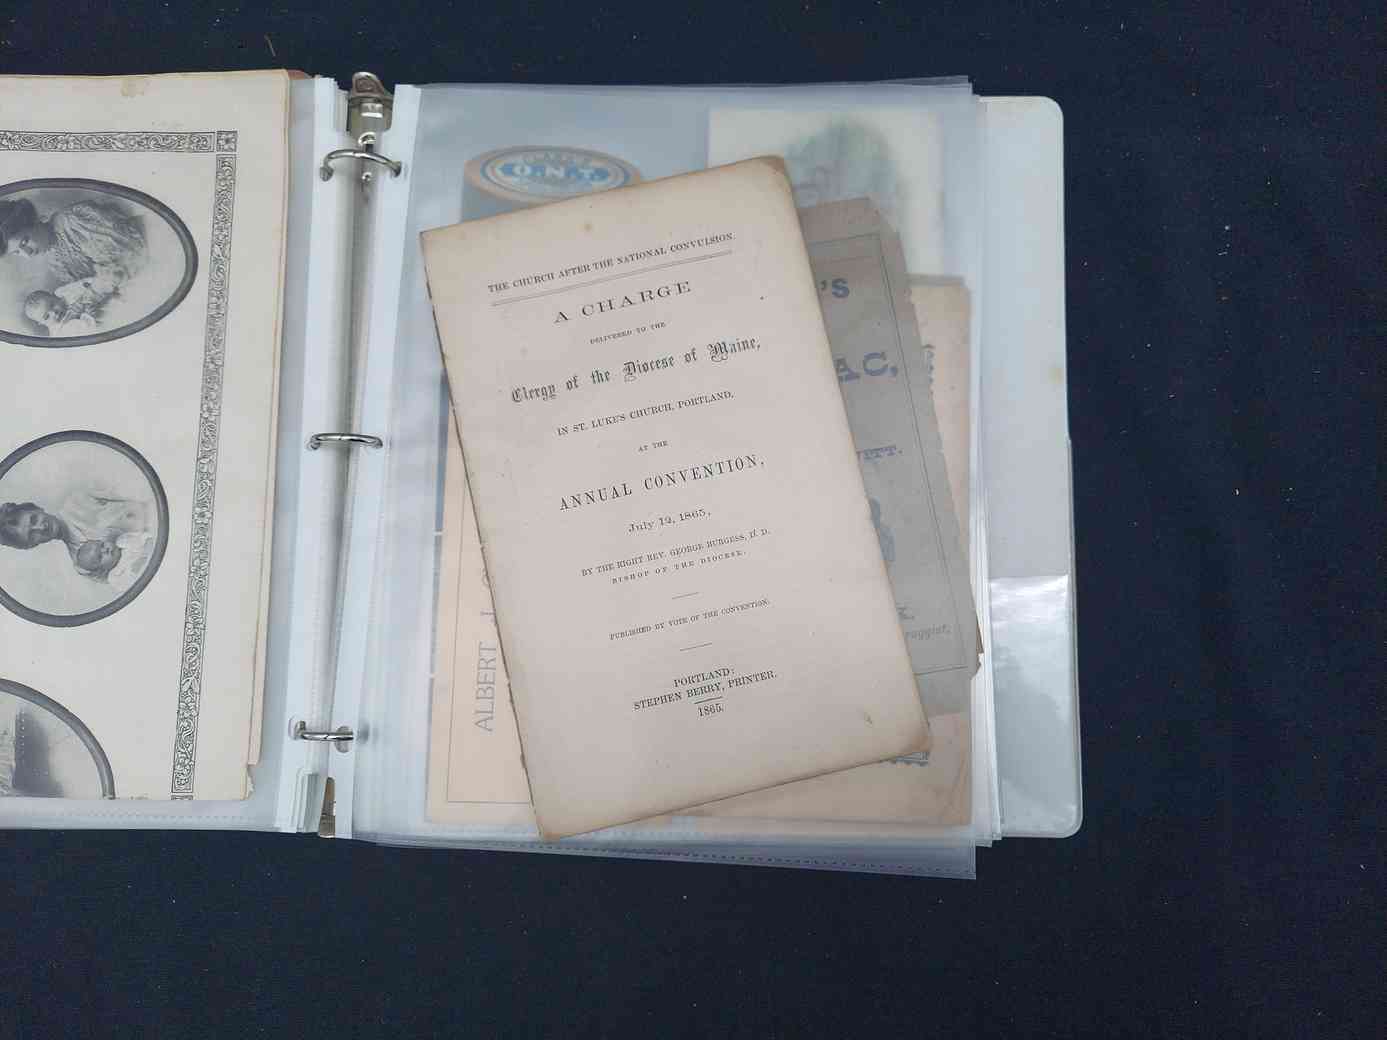 THE CHURCH AFTER THE NATIONAL CONVULSION.
A CHARGE
DELIVERED TO THE
Clergy of the Diocese of Maine,
IN ST. LUKE'S CHURCH, PORTLAND,
AT THE
ANNUAL CONVENTION,
July 12, 1865,
BY THE RIGHT REV. GEORGE BURGESS, D. D.
BISHOP OF THE DIOCESE.
PUBLISHED BY VOTE OF THE CONVENTION.
PORTLAND:
STEPHEN BERRY, PRINTER.
1865.
O.N.T.
ALBERT J.
'S
AC,